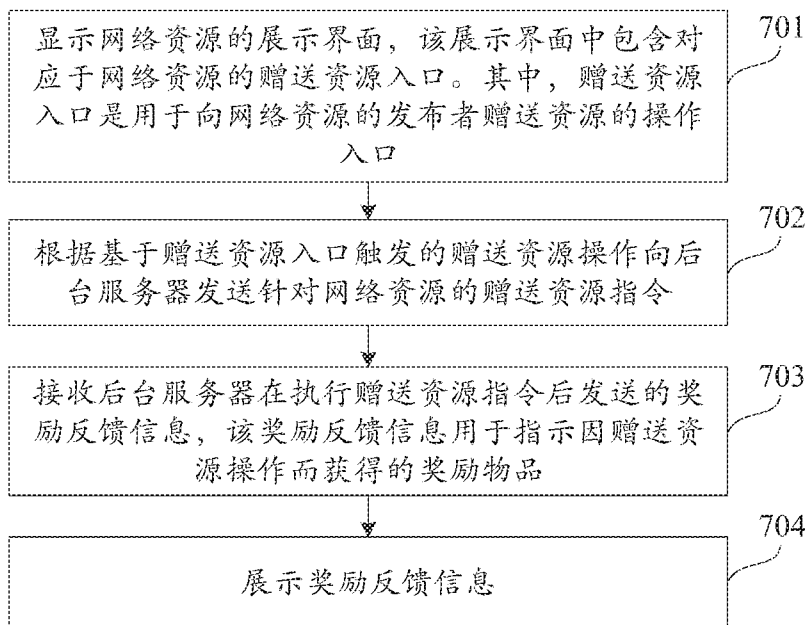 显示网络资源的展示界面，该展示界面中包含对
应于网络资源的赠送资源入口。其中，赠送资源
入口是用于向网络资源的发布者赠送资源的操作
入口
701
根据基于赠送资源入口触发的赠送资源操作向后
台服务器发送针对网络资源的赠送资源指令
702
接收后台服务器在执行赠送资源指令后发送的奖
励反馈信息，该奖励反馈信息用于指示因赠送资
源操作而获得的奖励物品
703
展示奖励反馈信息
704